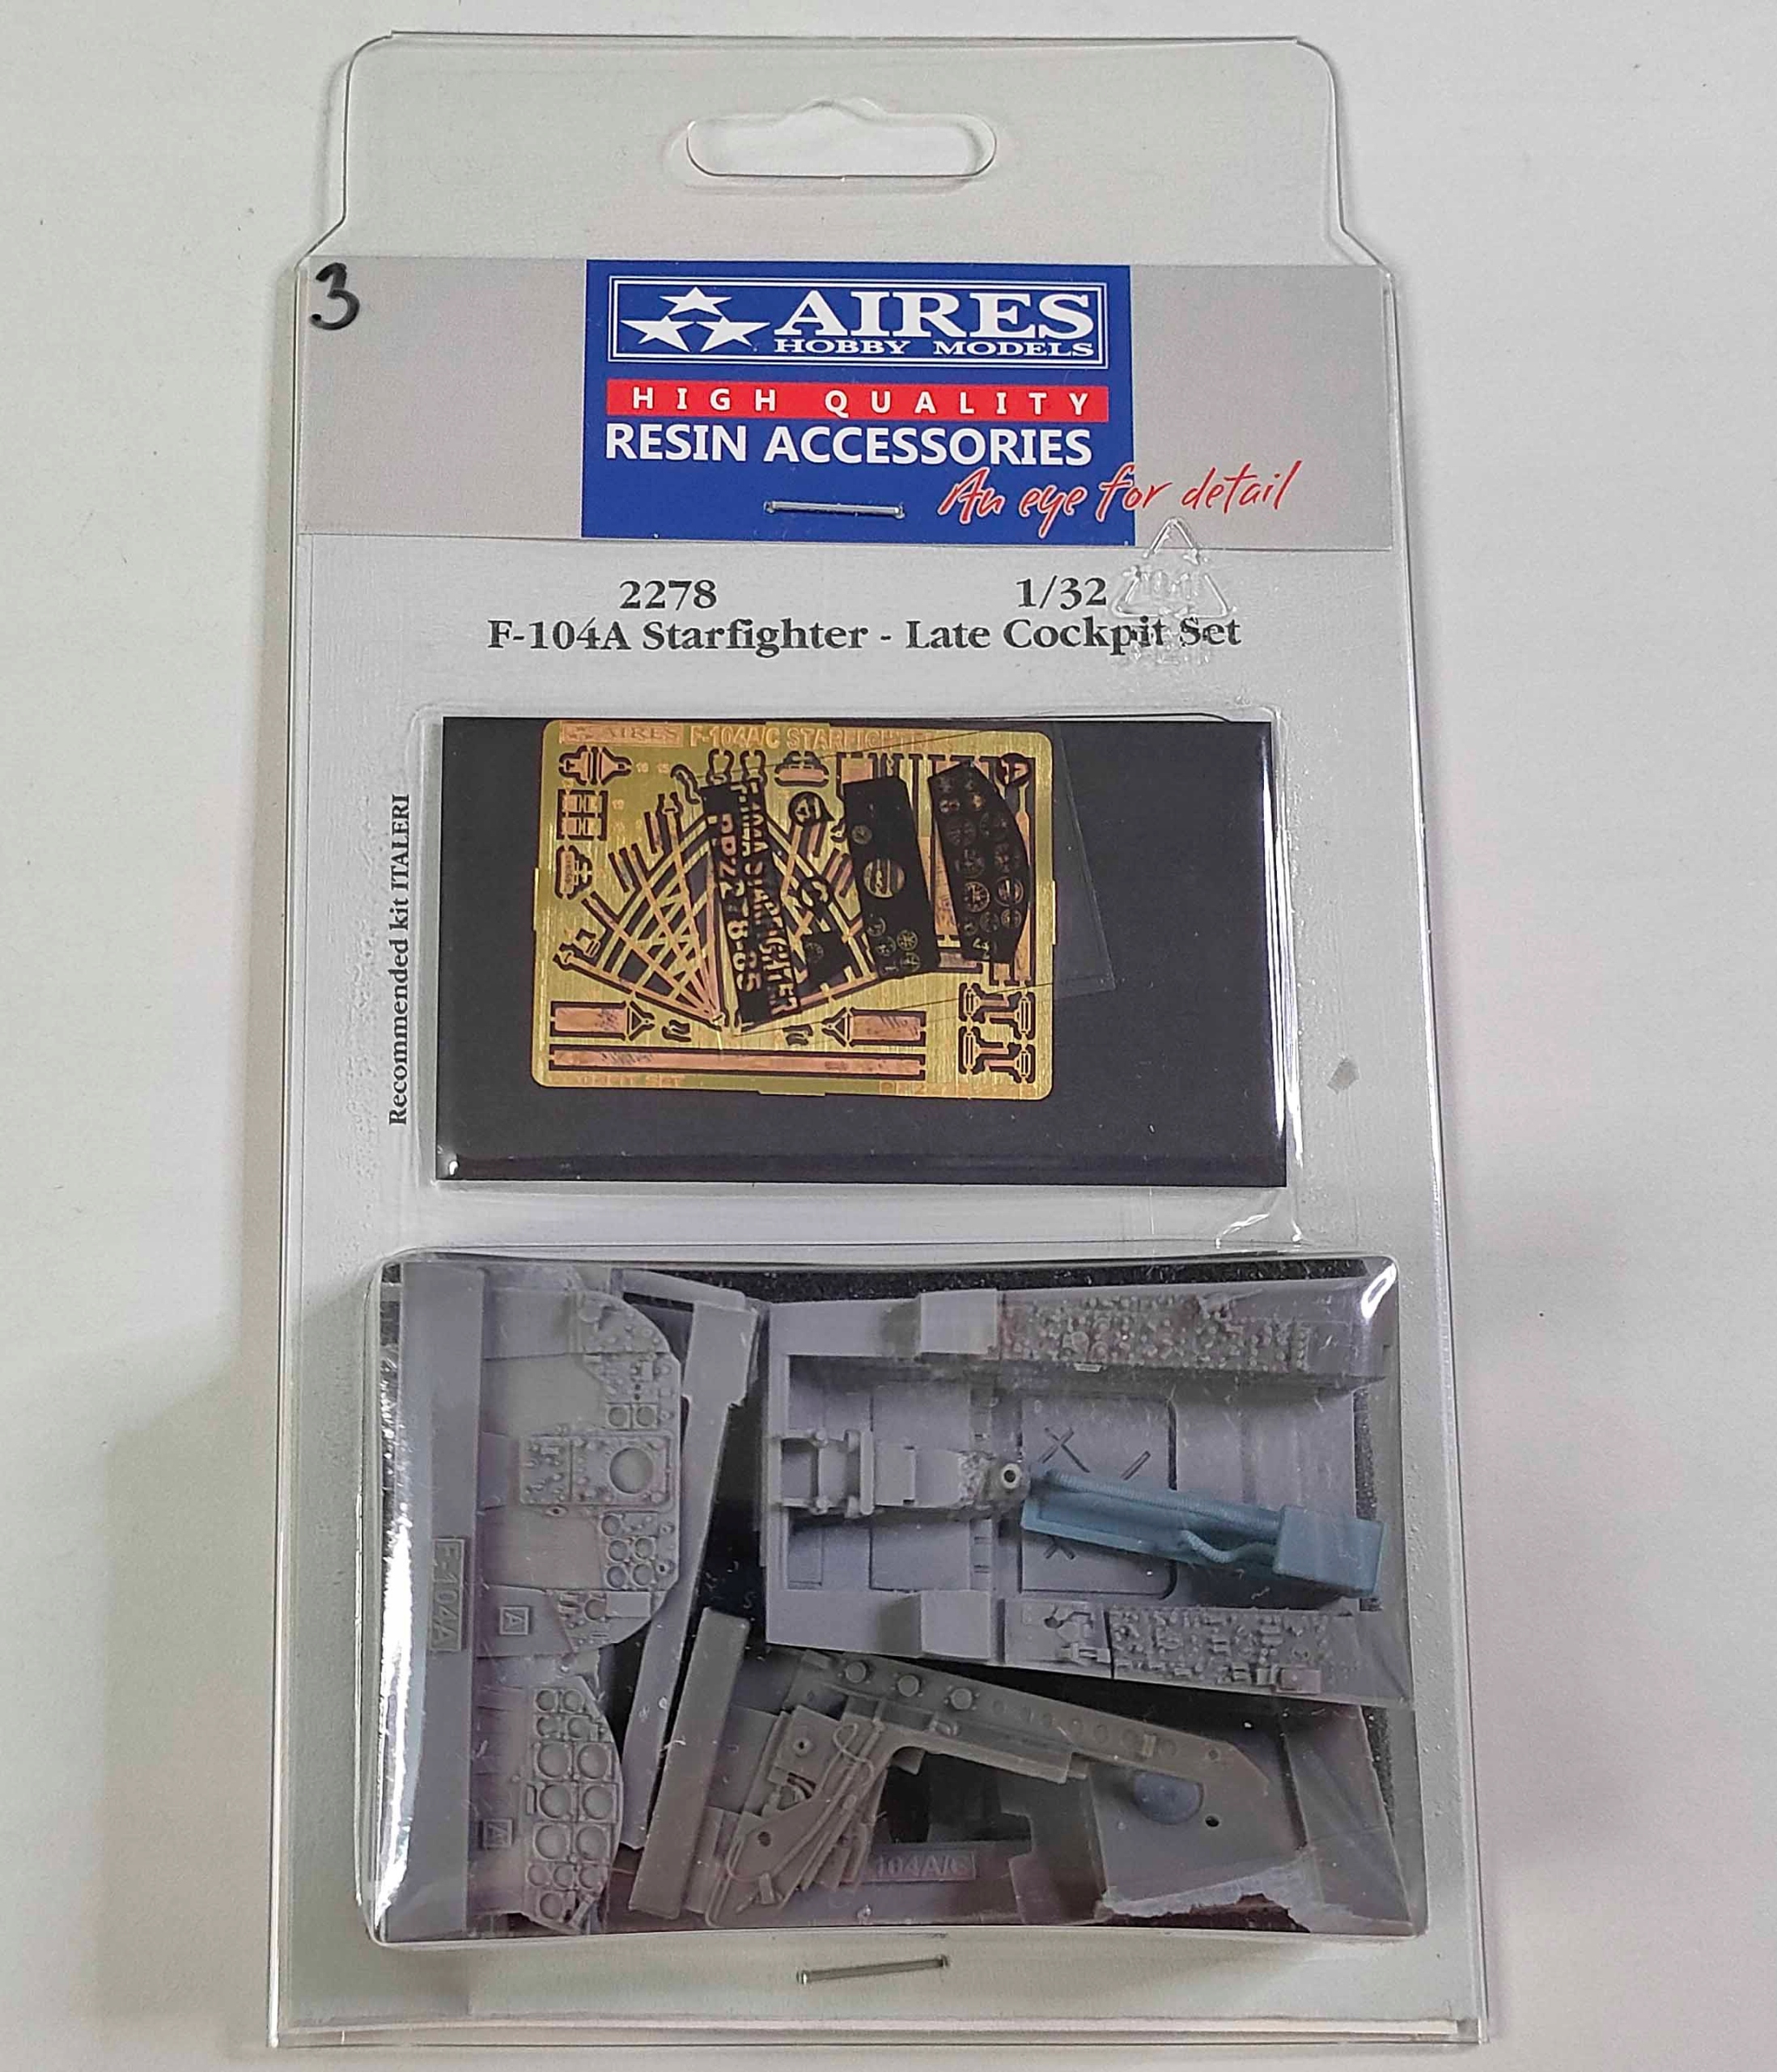 3
AIRES
HOBBY MODELS
HIGH QUALITY
RESIN ACCESSORIES
An eye for detail
2278 1/32
F-104A Starfighter - Late Cockpit Set
Recommended kit ITALERI
AIRES F-104A/C STARFIGHTER
F-104A
A
A
104A/C